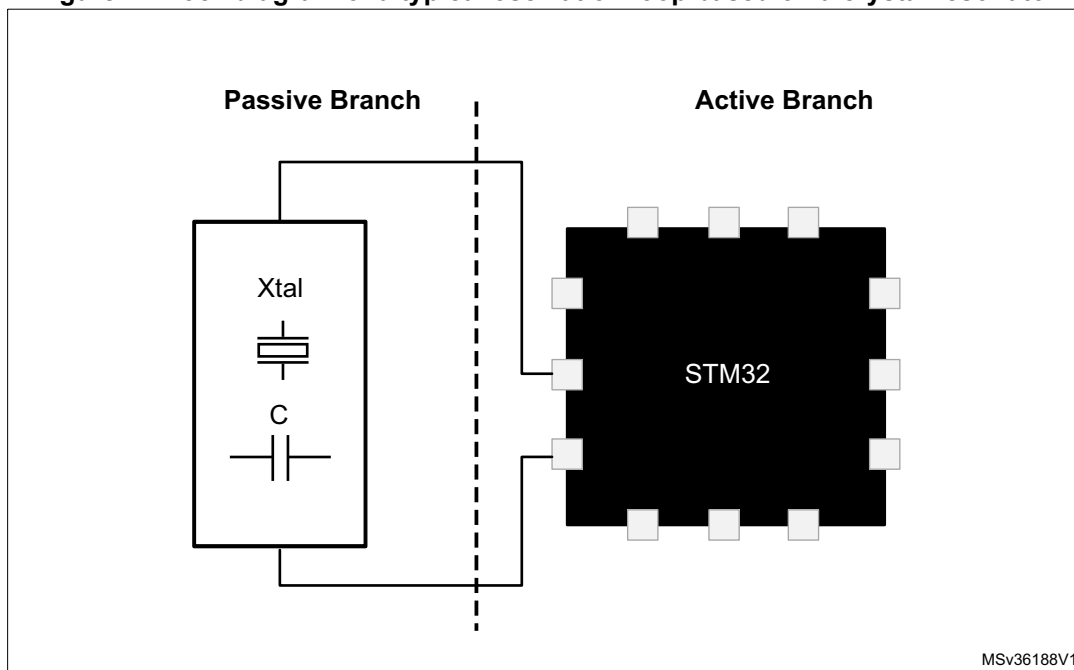 Passive Branch
Active Branch
Xtal
STM32
C
MSv36188V1